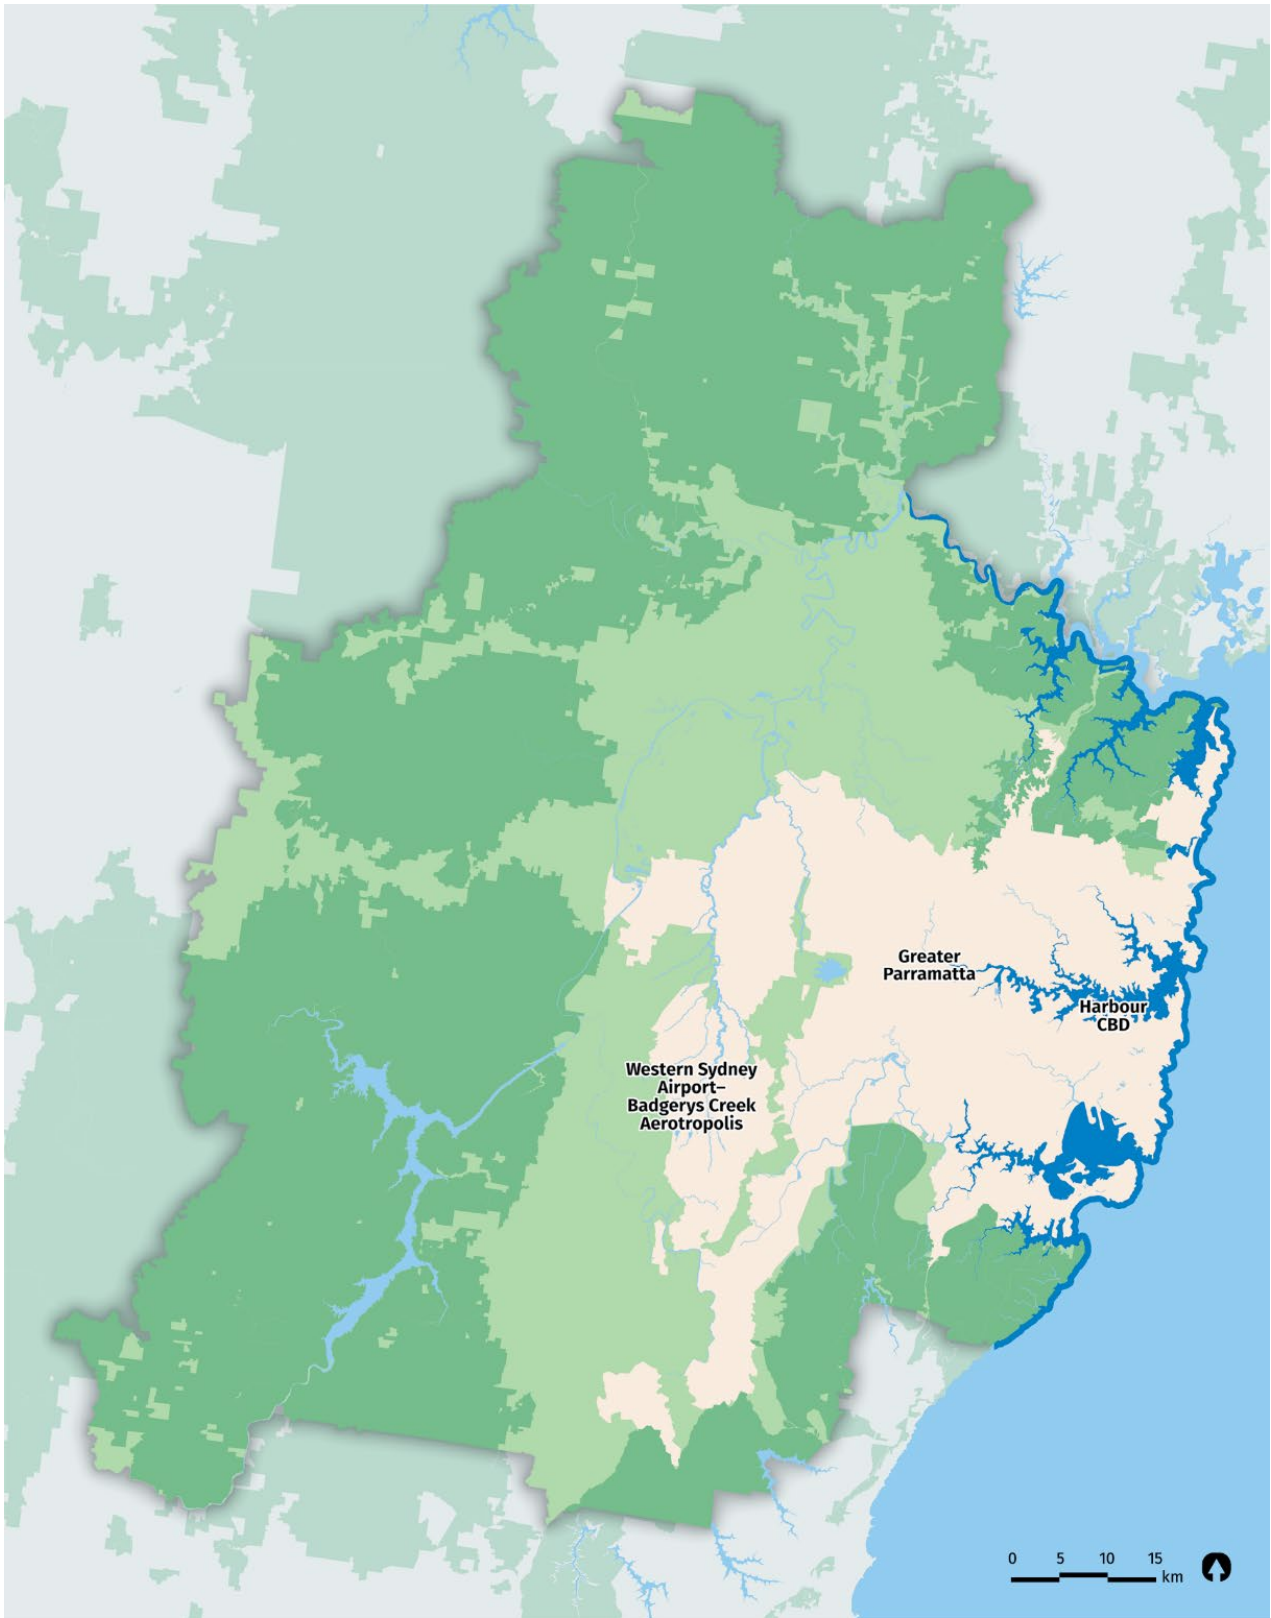 Greater
Parramatta
Harbour
CBD
Western Sydney
Airport–
Badgerys Creek
Aerotropolis
0 5 10 15
km